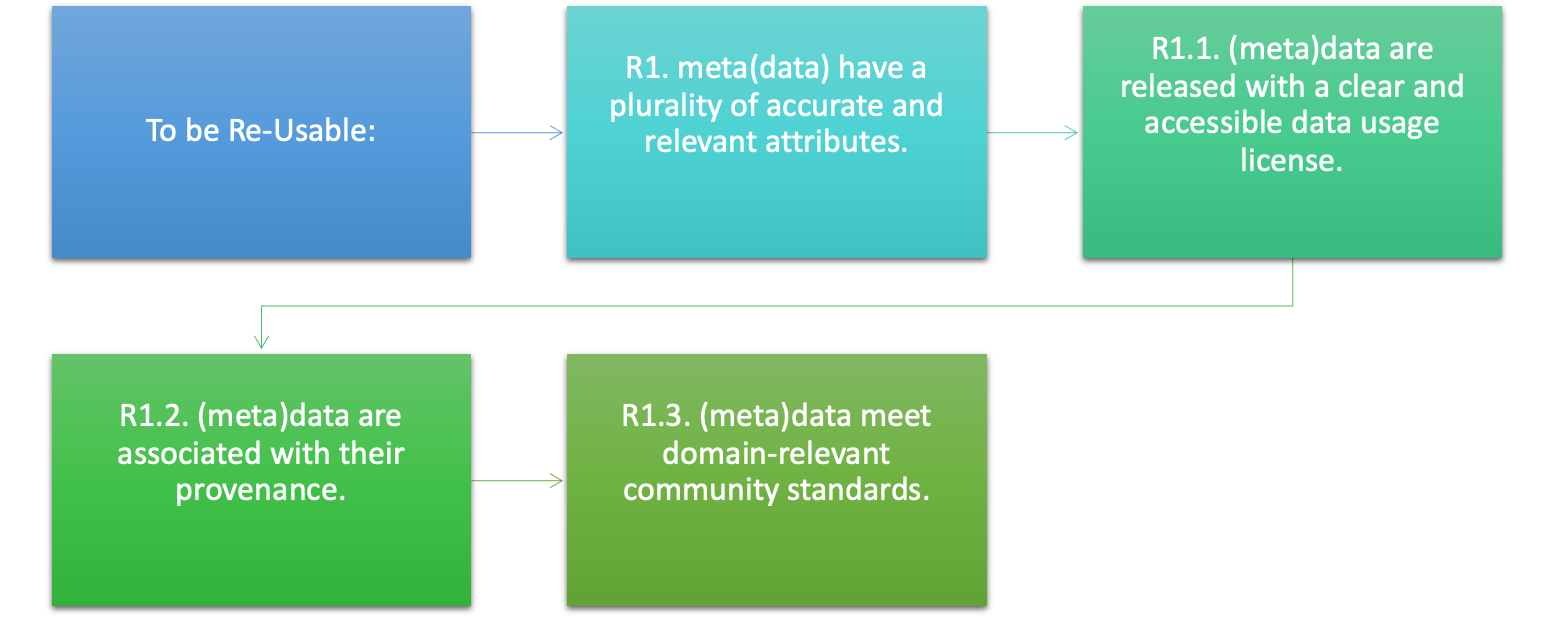 To be Re-Usable:
R1. meta(data) have a
plurality of accurate and
relevant attributes.
R1.1. (meta)data are
released with a clear and
accessible data usage
license.
R1.2. (meta)data are
associated with their
provenance.
R1.3. (meta)data meet
domain-relevant
community standards.